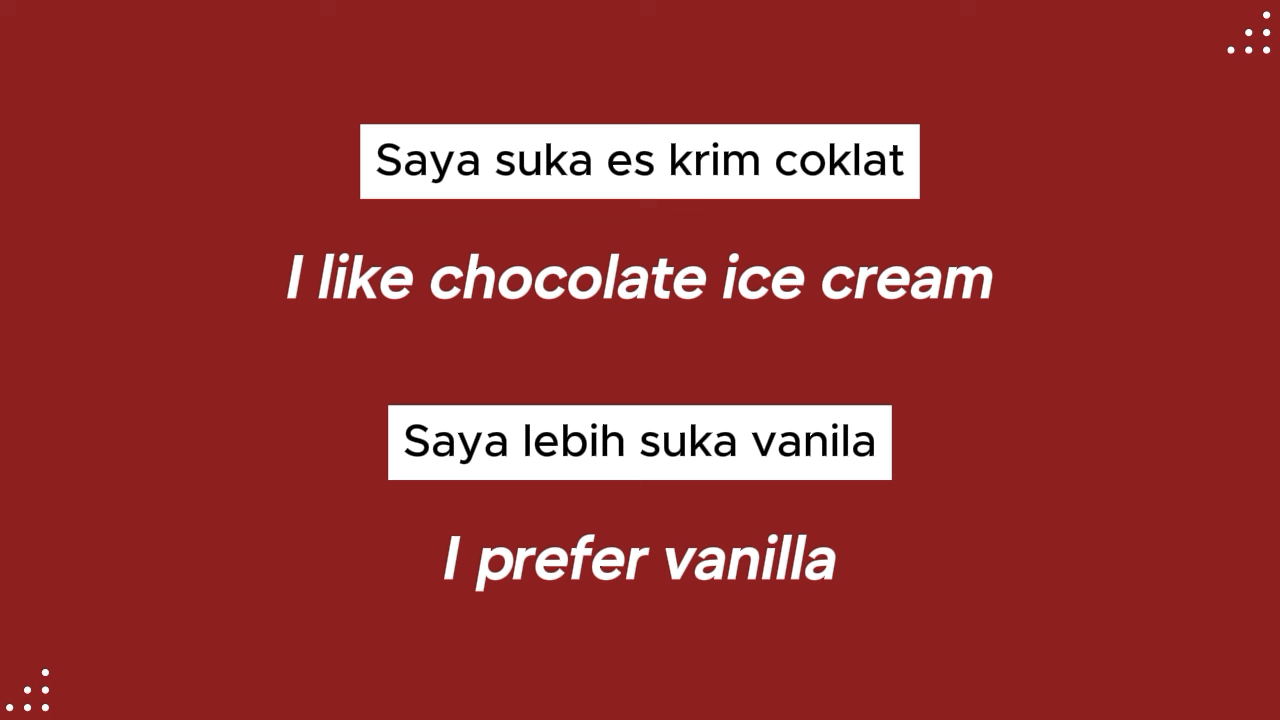 Saya suka es krim coklat
I like chocolate ice cream
Saya lebih suka vanila
I prefer vanilla